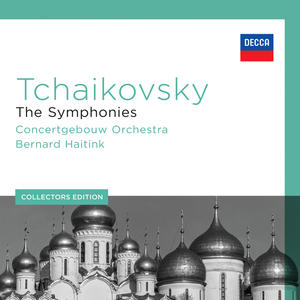 DECCA
Tchaikovsky
The Symphonies
Concertgebouw Orchestra
Bernard Haitink
COLLECTORS EDITION